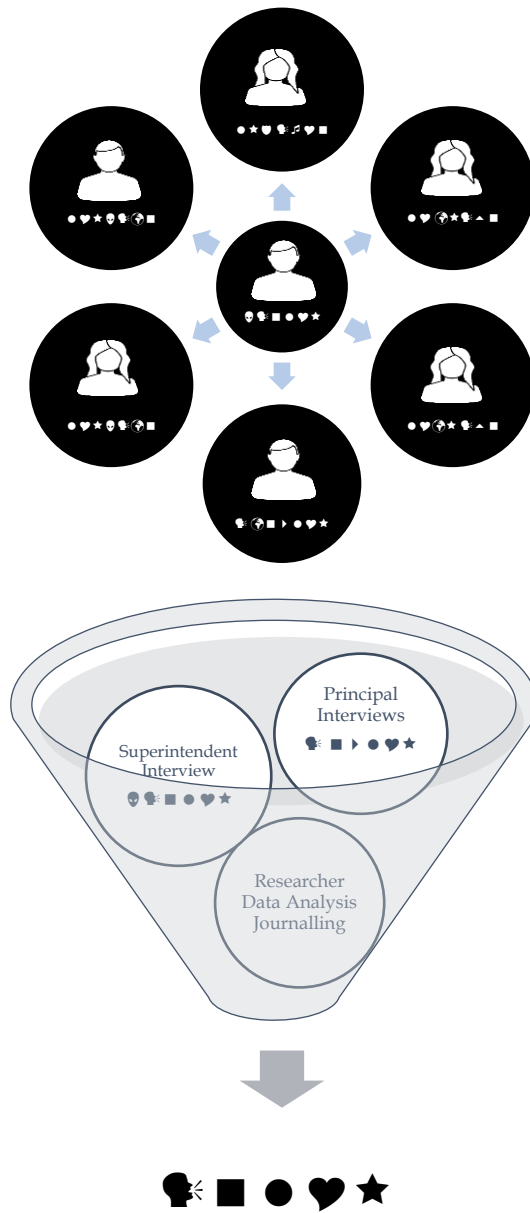 Principal
Interviews
Superintendent
Interview
Researcher
Data Analysis
Journalling